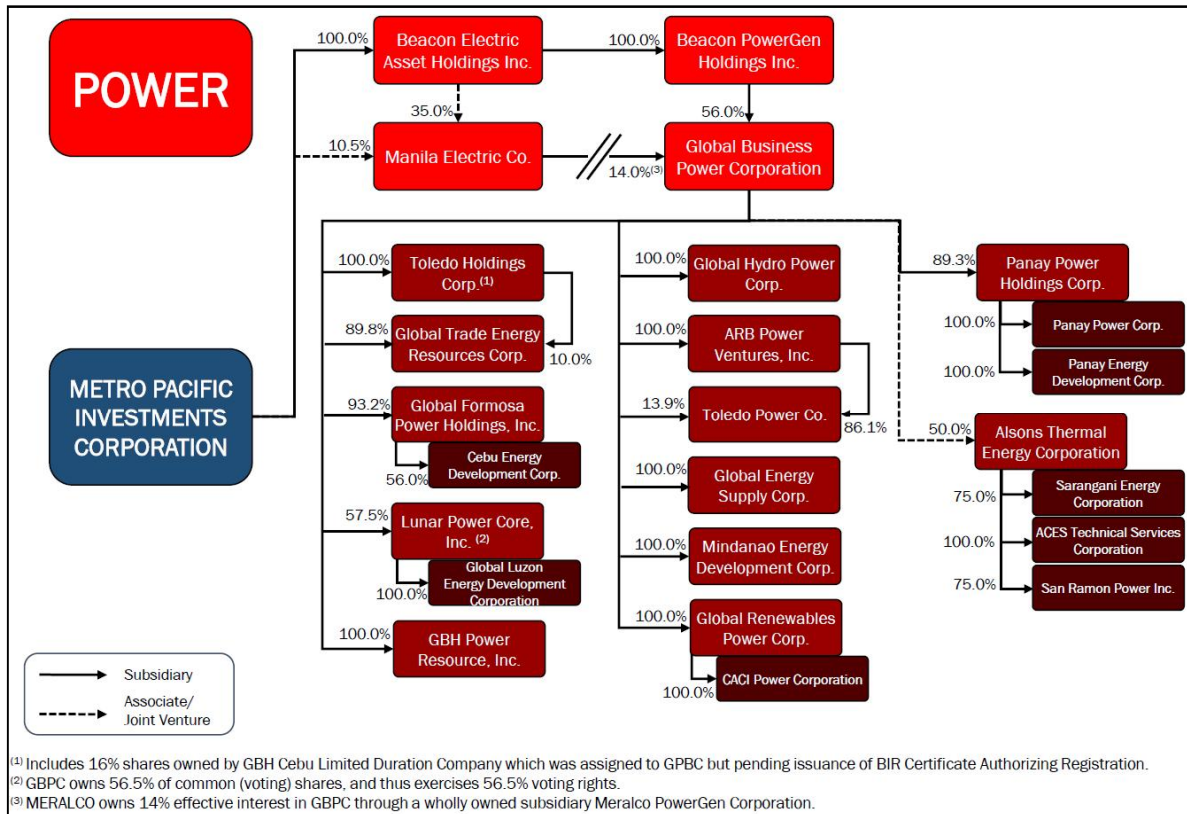 POWER
100.0%
Beacon Electric
Asset Holdings Inc.
100.0%
Beacon PowerGen
Holdings Inc.
35.0%
56.0%
10.5%
Manila Electric Co.
14.0%(3)
Global Business
Power Corporation
METRO PACIFIC
INVESTMENTS
CORPORATION
100.0%
Toledo Holdings
Corp.(1)
89.8%
Global Trade Energy
Resources Corp.
10.0%
93.2%
Global Formosa
Power Holdings, Inc.
56.0%
Cebu Energy
Development Corp.
57.5%
Lunar Power Core,
Inc. (2)
100.0%
Global Luzon
Energy Development
Corporation
100.0%
GBH Power
Resource, Inc.
100.0%
Global Hydro Power
Corp.
100.0%
ARB Power
Ventures, Inc.
13.9%
Toledo Power Co.
86.1%
100.0%
Global Energy
Supply Corp.
100.0%
Mindanao Energy
Development Corp.
100.0%
Global Renewables
Power Corp.
100.0%
CACI Power Corporation
89.3%
Panay Power
Holdings Corp.
100.0%
Panay Power Corp.
100.0%
Panay Energy
Development Corp.
50.0%
Alsons Thermal
Energy Corporation
75.0%
Sarangani Energy
Corporation
100.0%
ACES Technical Services
Corporation
75.0%
San Ramon Power Inc.
Subsidiary
Associate/
Joint Venture
(1) Includes 16% shares owned by GBH Cebu Limited Duration Company which was assigned to GPBC but pending issuance of BIR Certificate Authorizing Registration.
(2) GBPC owns 56.5% of common (voting) shares, and thus exercises 56.5% voting rights.
(3) MERALCO owns 14% effective interest in GBPC through a wholly owned subsidiary Meralco PowerGen Corporation.